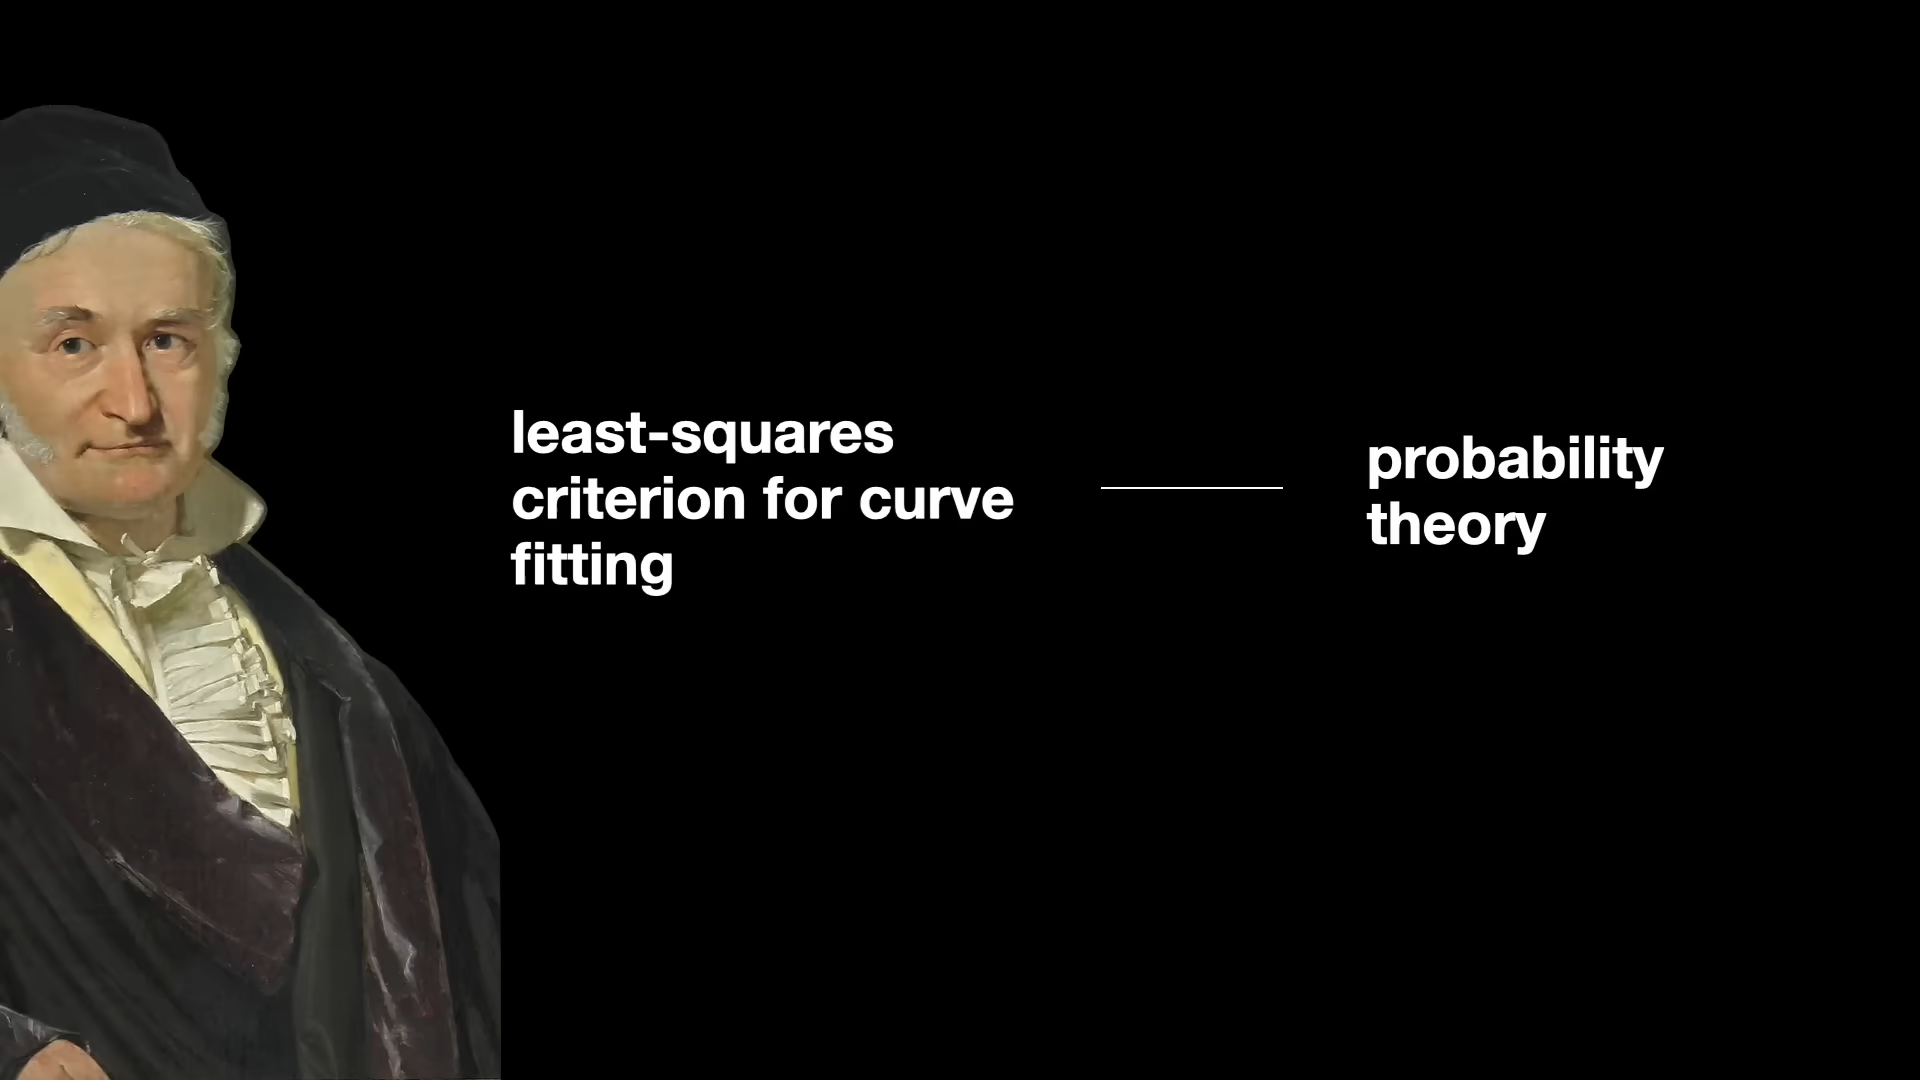 least-squares
criterion for curve
fitting
probability
theory